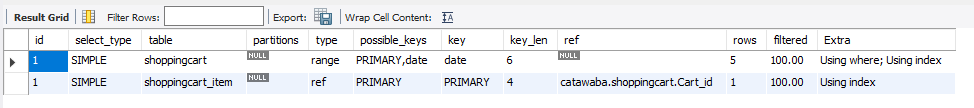 Result Grid Filter Rows: Export: Wrap Cell Content:
id select_type table partitions type possible_keys key key_len ref rows filtered Extra
1 SIMPLE shoppingcart NULL range PRIMARY,date date 6 NULL 5 100.00 Using where; Using index
1 SIMPLE shoppingcart_item NULL ref PRIMARY PRIMARY 4 catawaba.shoppingcart.Cart_id 1 100.00 Using index